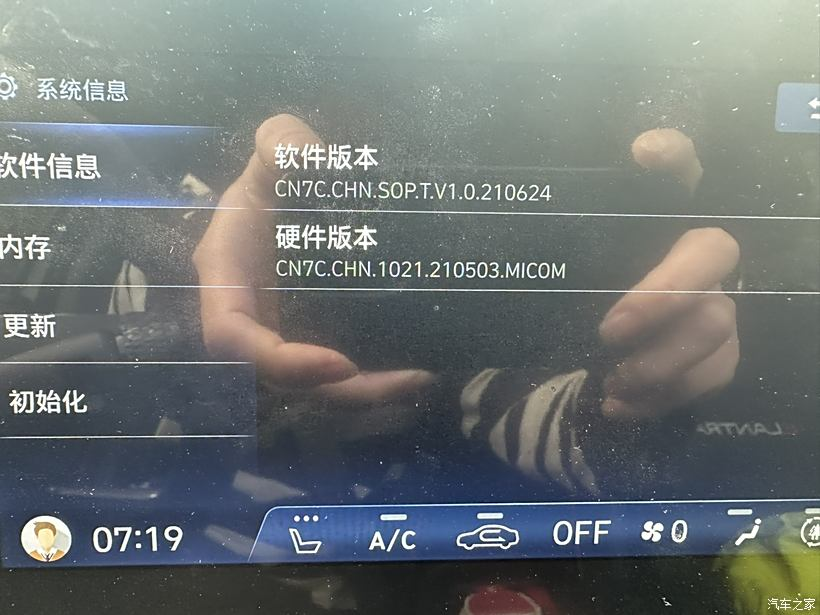 系统信息
软件信息
软件版本
CN7C.CHN.SOP.T.V1.0.210624
内存
硬件版本
CN7C.CHN.1021.210503.MICOM
更新
初始化
07:19
A/C
OFF
0
汽车之家